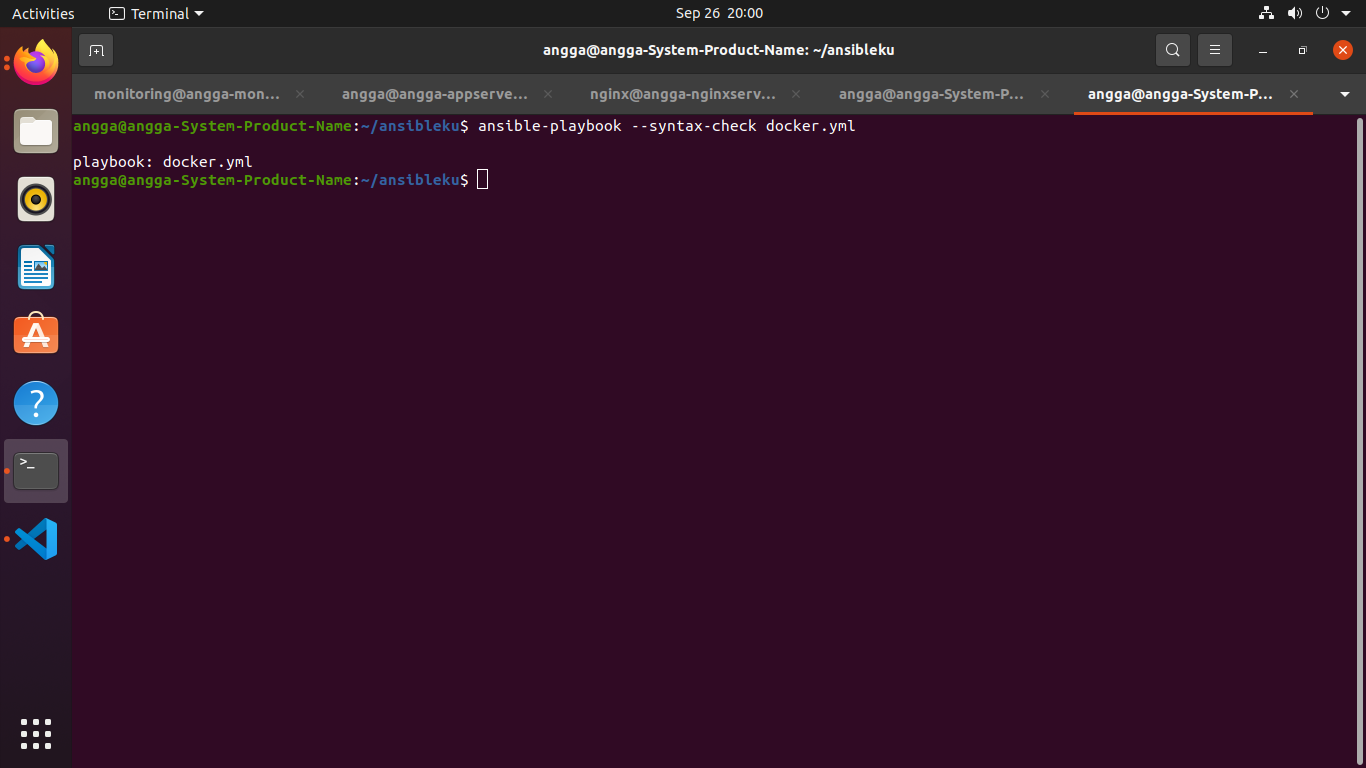 Activities
Terminal
Sep 26 20:00
angga@angga-System-Product-Name: ~/ansibleku
monitoring@angga-mon...
angga@angga-appserve...
nginx@angga-nginxserv...
angga@angga-System-P...
angga@angga-System-P...
angga@angga-System-Product-Name:~/ansibleku$ ansible-playbook --syntax-check docker.yml
playbook: docker.yml
angga@angga-System-Product-Name:~/ansibleku$